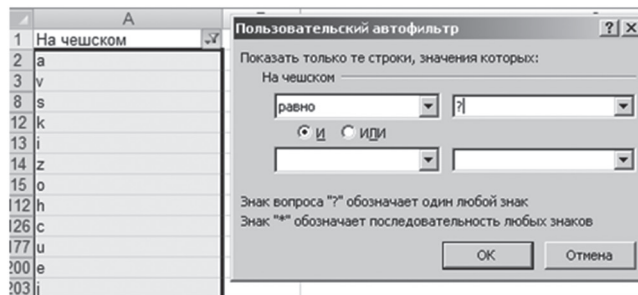 A
1 На чешском
2 a
3 v
8 s
12 k
13 i
14 z
15 o
112 h
126 c
177 u
200 e
203 j
Пользовательский автофильтр
Показать только те строки, значения которых:
На чешском
равно ?
И ИЛИ
Знак вопроса "?" обозначает один любой знак
Знак "*" обозначает последовательность любых знаков
ОК Отмена